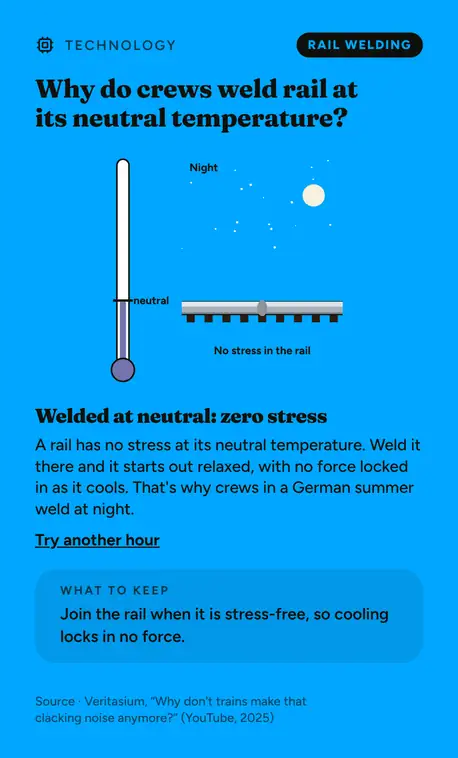 TECHNOLOGY
RAIL WELDING
Why do crews weld rail at
its neutral temperature?
Night
neutral
No stress in the rail
Welded at neutral: zero stress
A rail has no stress at its neutral temperature. Weld it
there and it starts out relaxed, with no force locked
in as it cools. That's why crews in a German summer
weld at night.
Try another hour
WHAT TO KEEP
Join the rail when it is stress-free, so cooling
locks in no force.
Source · Veritasium, “Why don't trains make that
clacking noise anymore?” (YouTube, 2025)